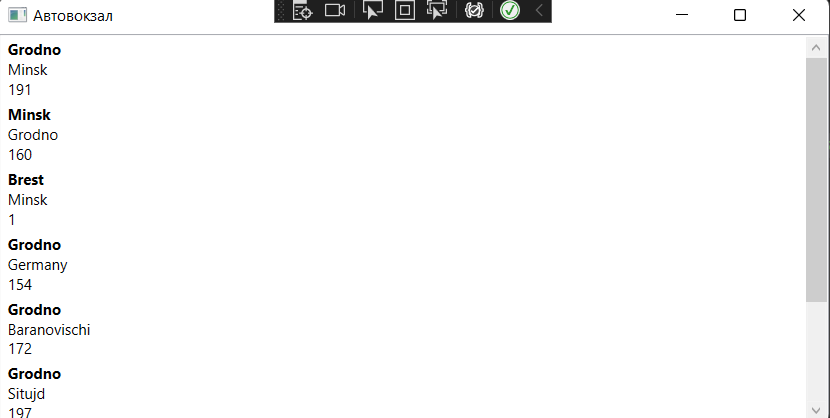 Автовокзал
Grodno
Minsk
191
Minsk
Grodno
160
Brest
Minsk
1
Grodno
Germany
154
Grodno
Baranovischi
172
Grodno
Situjd
197